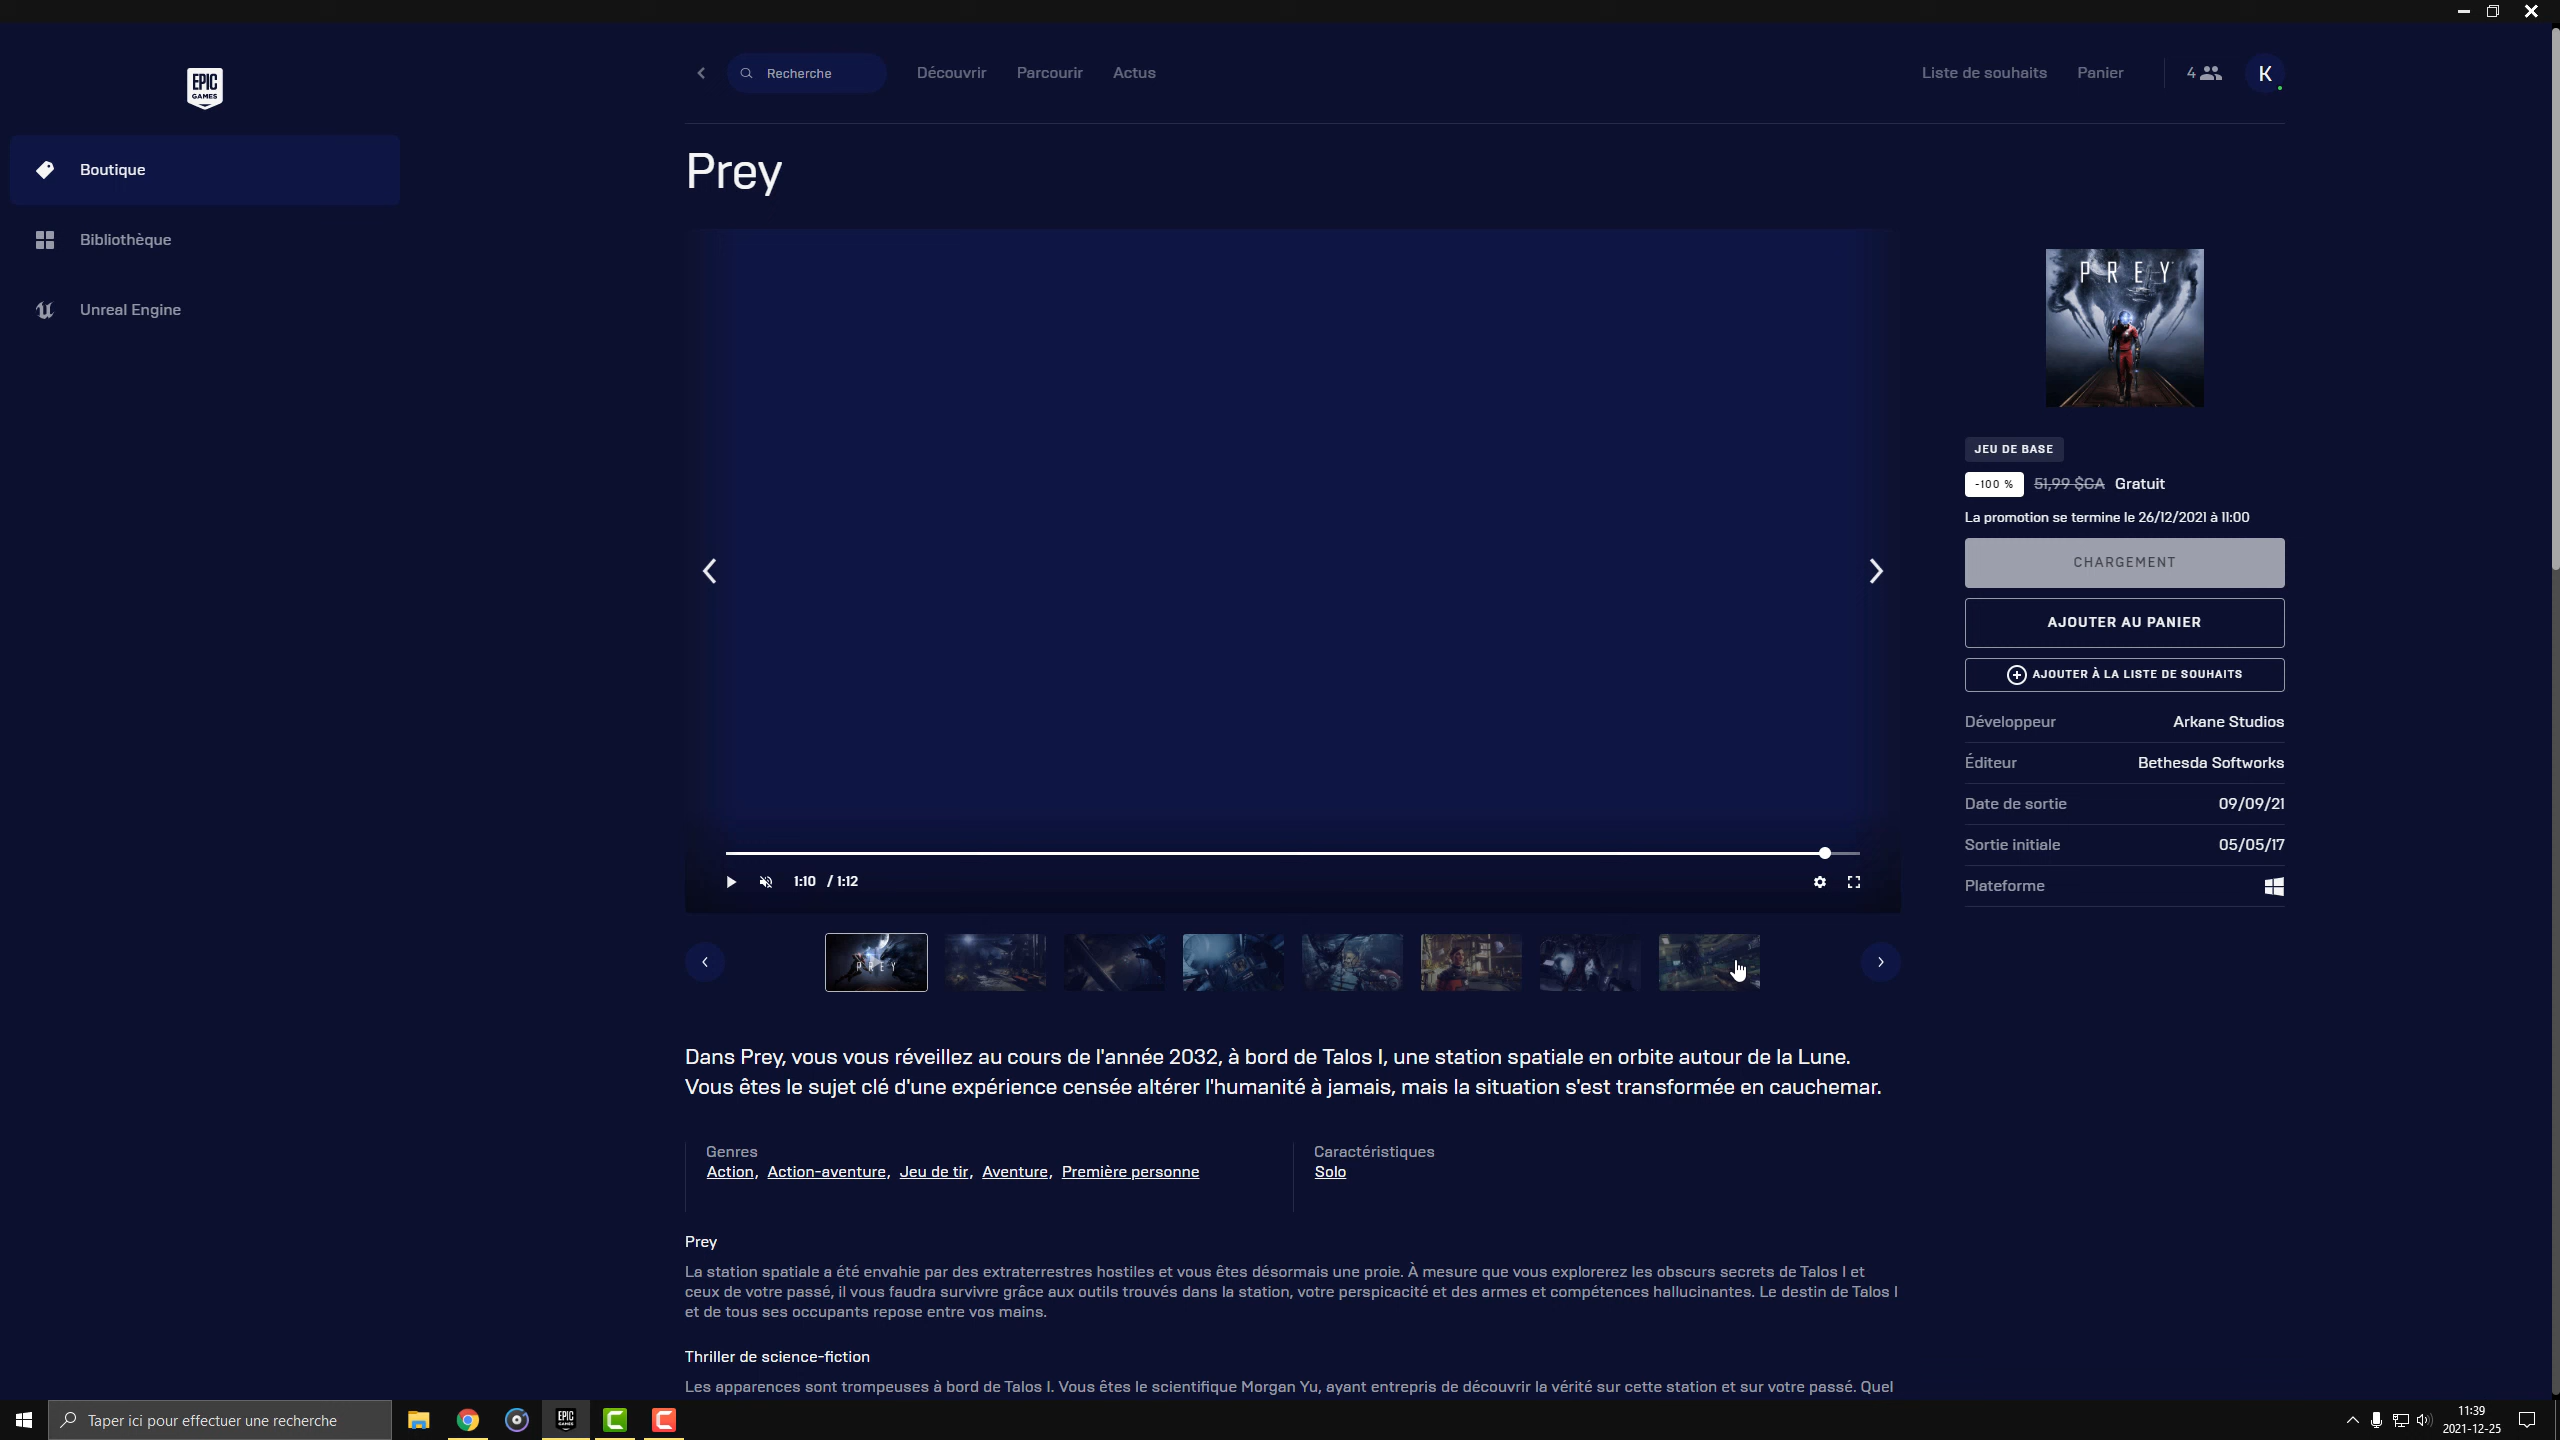 EPIC
GAMES
Recherche
Découvrir
Parcourir
Actus
Liste de souhaits
Panier
4
K
Boutique
Bibliothèque
Unreal Engine
Prey
PREY
JEU DE BASE
-100 % 51,99 $CA Gratuit
La promotion se termine le 26/12/2021 à 11:00
CHARGEMENT
AJOUTER AU PANIER
AJOUTER À LA LISTE DE SOUHAITS
Développeur Arkane Studios
Éditeur Bethesda Softworks
Date de sortie 09/09/21
Sortie initiale 05/05/17
Plateforme
1:10 / 1:12
PREY
Dans Prey, vous vous réveillez au cours de l'année 2032, à bord de Talos I, une station spatiale en orbite autour de la Lune.
Vous êtes le sujet clé d'une expérience censée altérer l'humanité à jamais, mais la situation s'est transformée en cauchemar.
Genres
Action, Action-aventure, Jeu de tir, Aventure, Première personne
Caractéristiques
Solo
Prey
La station spatiale a été envahie par des extraterrestres hostiles et vous êtes désormais une proie. À mesure que vous explorerez les obscurs secrets de Talos I et
ceux de votre passé, il vous faudra survivre grâce aux outils trouvés dans la station, votre perspicacité et des armes et compétences hallucinantes. Le destin de Talos I
et de tous ses occupants repose entre vos mains.
Thriller de science-fiction
Les apparences sont trompeuses à bord de Talos I. Vous êtes le scientifique Morgan Yu, ayant entrepris de découvrir la vérité sur cette station et sur votre passé. Quel
Taper ici pour effectuer une recherche
EPIC
GAMES
11:39
2021-12-25